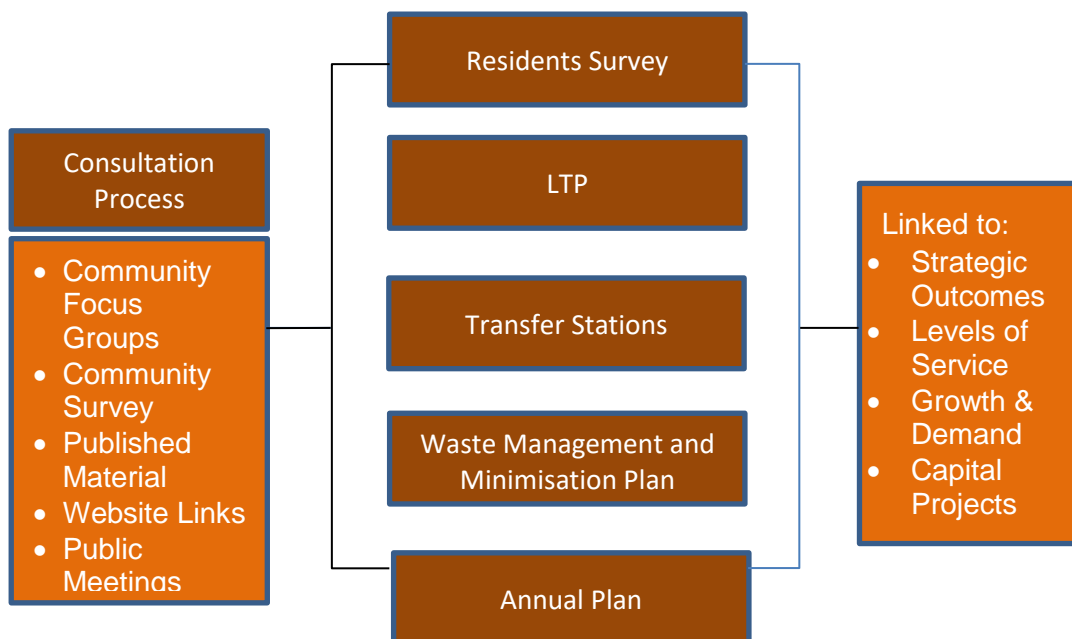 Consultation
Process
• Community
Focus
Groups
• Community
Survey
• Published
Material
• Website Links
• Public
Meetings
Residents Survey
LTP
Transfer Stations
Waste Management and
Minimisation Plan
Annual Plan
Linked to:
• Strategic
Outcomes
• Levels of
Service
• Growth &
Demand
• Capital
Projects